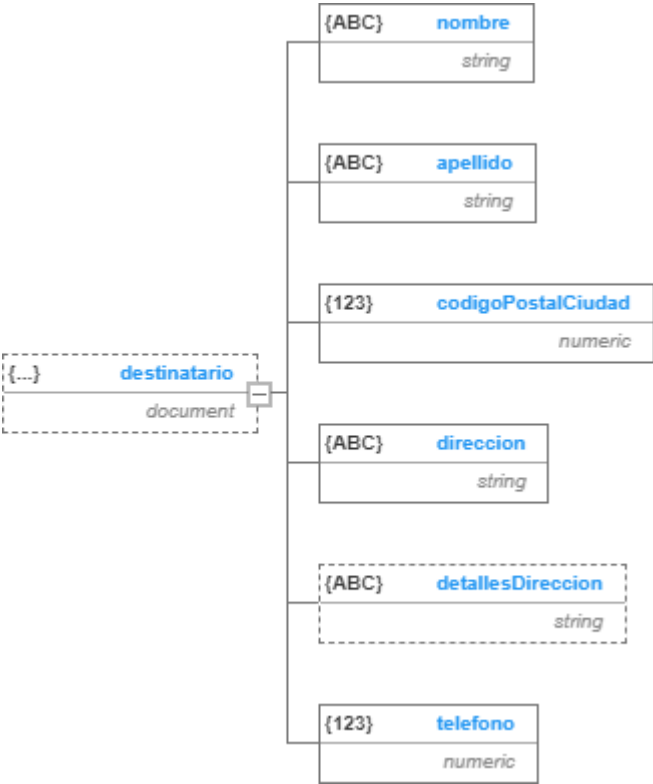 {ABC} nombre
string
{ABC} apellido
string
{123} codigoPostalCiudad
numeric
{...} destinatario
document
{ABC} direccion
string
{ABC} detallesDireccion
string
{123} telefono
numeric